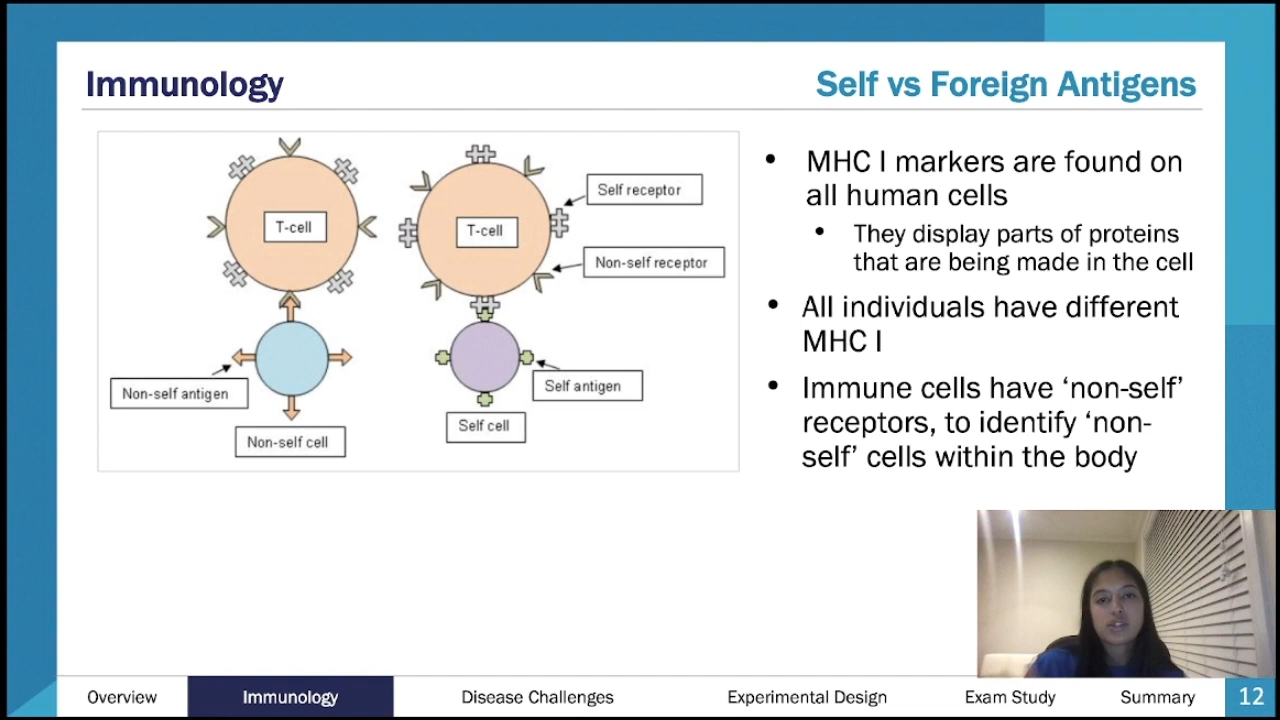 Immunology
Self vs Foreign Antigens
T-cell
T-cell
Self receptor
Non-self receptor
Non-self antigen
Non-self cell
Self antigen
Self cell
• MHC I markers are found on
all human cells
• They display parts of proteins
that are being made in the cell
• All individuals have different
MHC I
• Immune cells have ‘non-self’
receptors, to identify ‘non-
self’ cells within the body
Overview
Immunology
Disease Challenges
Experimental Design
Exam Study
Summary
12